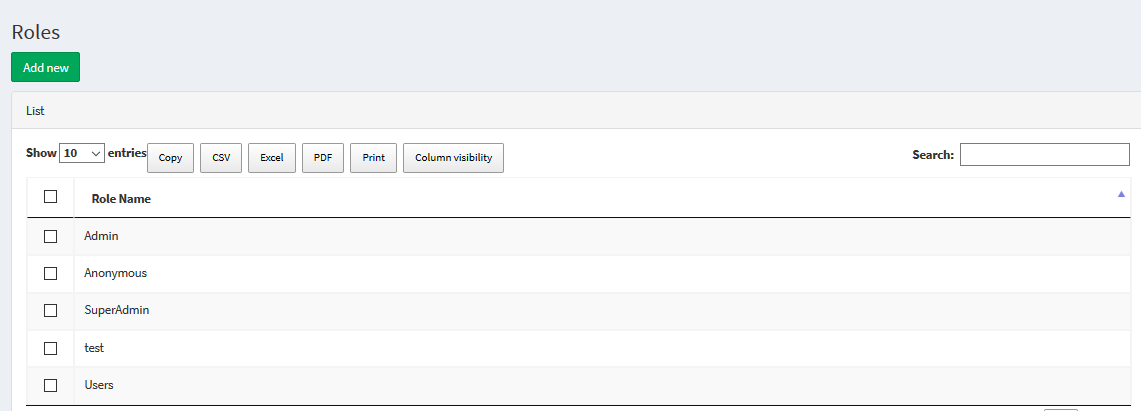 Roles
Add new
List
Show 10 entries Copy CSV Excel PDF Print Column visibility Search:
Role Name
Admin
Anonymous
SuperAdmin
test
Users